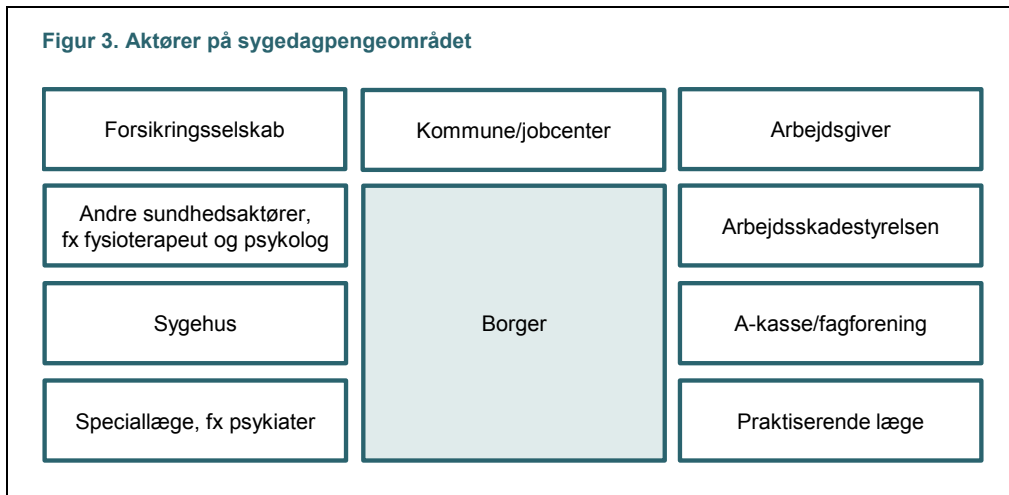 Figur 3. Aktører på sygedagpengeområdet
Forsikringsselskab
Kommune/jobcenter
Arbejdsgiver
Andre sundhedsaktører,
fx fysioterapeut og psykolog
Arbejdsskadestyrelsen
Sygehus
Borger
A-kasse/fagforening
Speciallæge, fx psykiater
Praktiserende læge